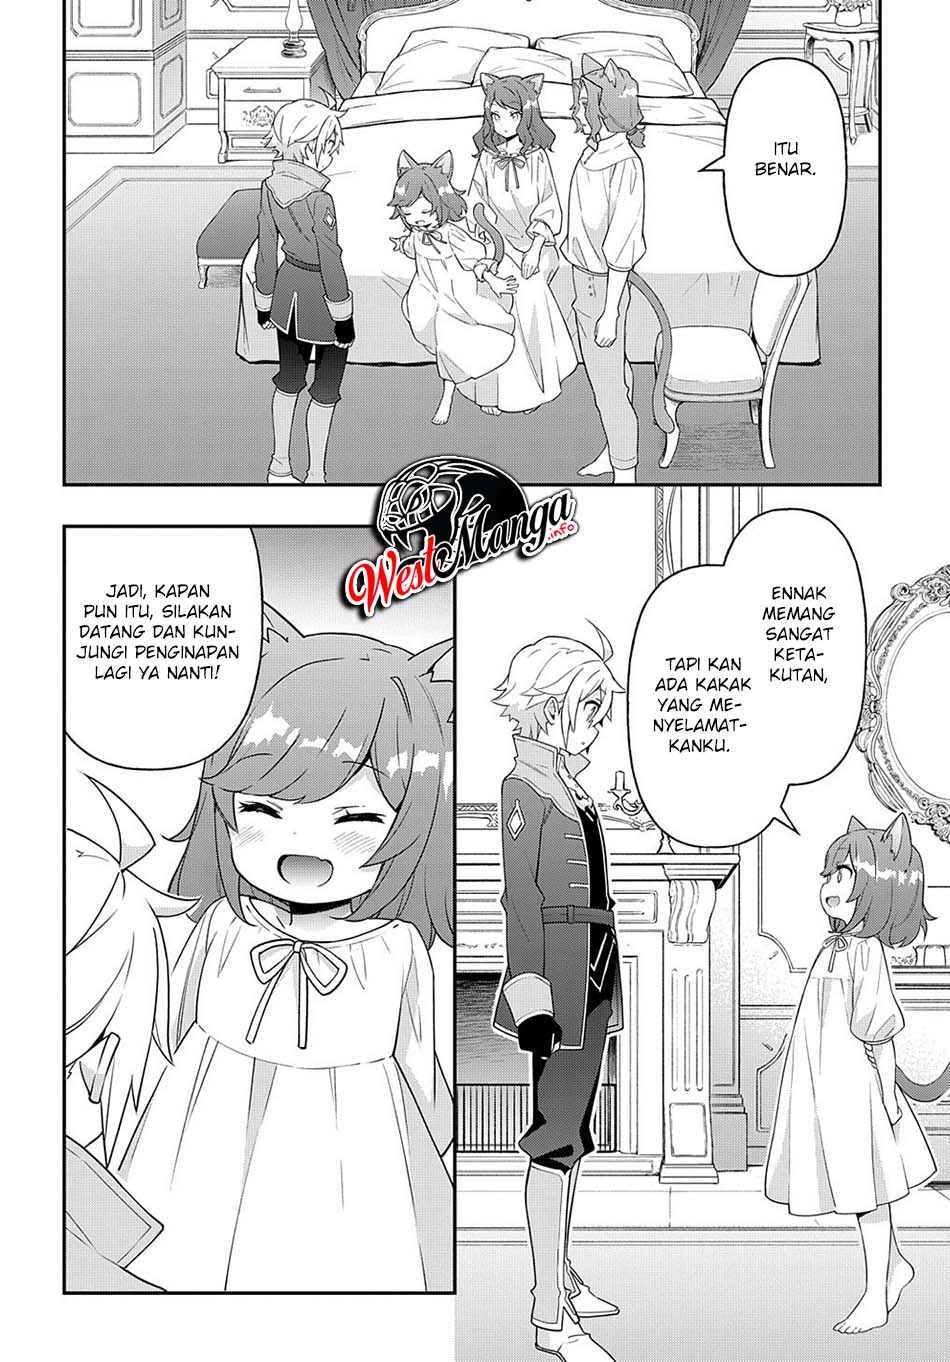 ITU
BENAR.
ENNAK
MEMANG
SANGAT
KETA-
KUTAN,
TAPI KAN
ADA KAKAK
YANG ME-
NYELAMAT-
KANKU.
JADI, KAPAN
PUN ITU, SILAKAN
DATANG DAN KUN-
JUNGI PENGINAPAN
LAGI YA NANTI!
WestManga.info